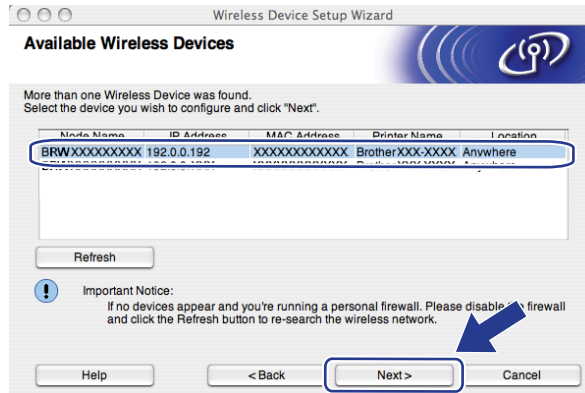 Wireless Device Setup Wizard
Available Wireless Devices
More than one Wireless Device was found.
Select the device you wish to configure and click "Next".
Node Name IP Address MAC Address Printer Name Location
BRWXXXXXXXXX 192.0.0.192 XXXXXXXXXXXX BrotherXXX-XXXX Anywhere
Refresh
Important Notice:
If no devices appear and you're running a personal firewall. Please disable firewall
and click the Refresh button to re-search the wireless network.
Help < Back Next > Cancel